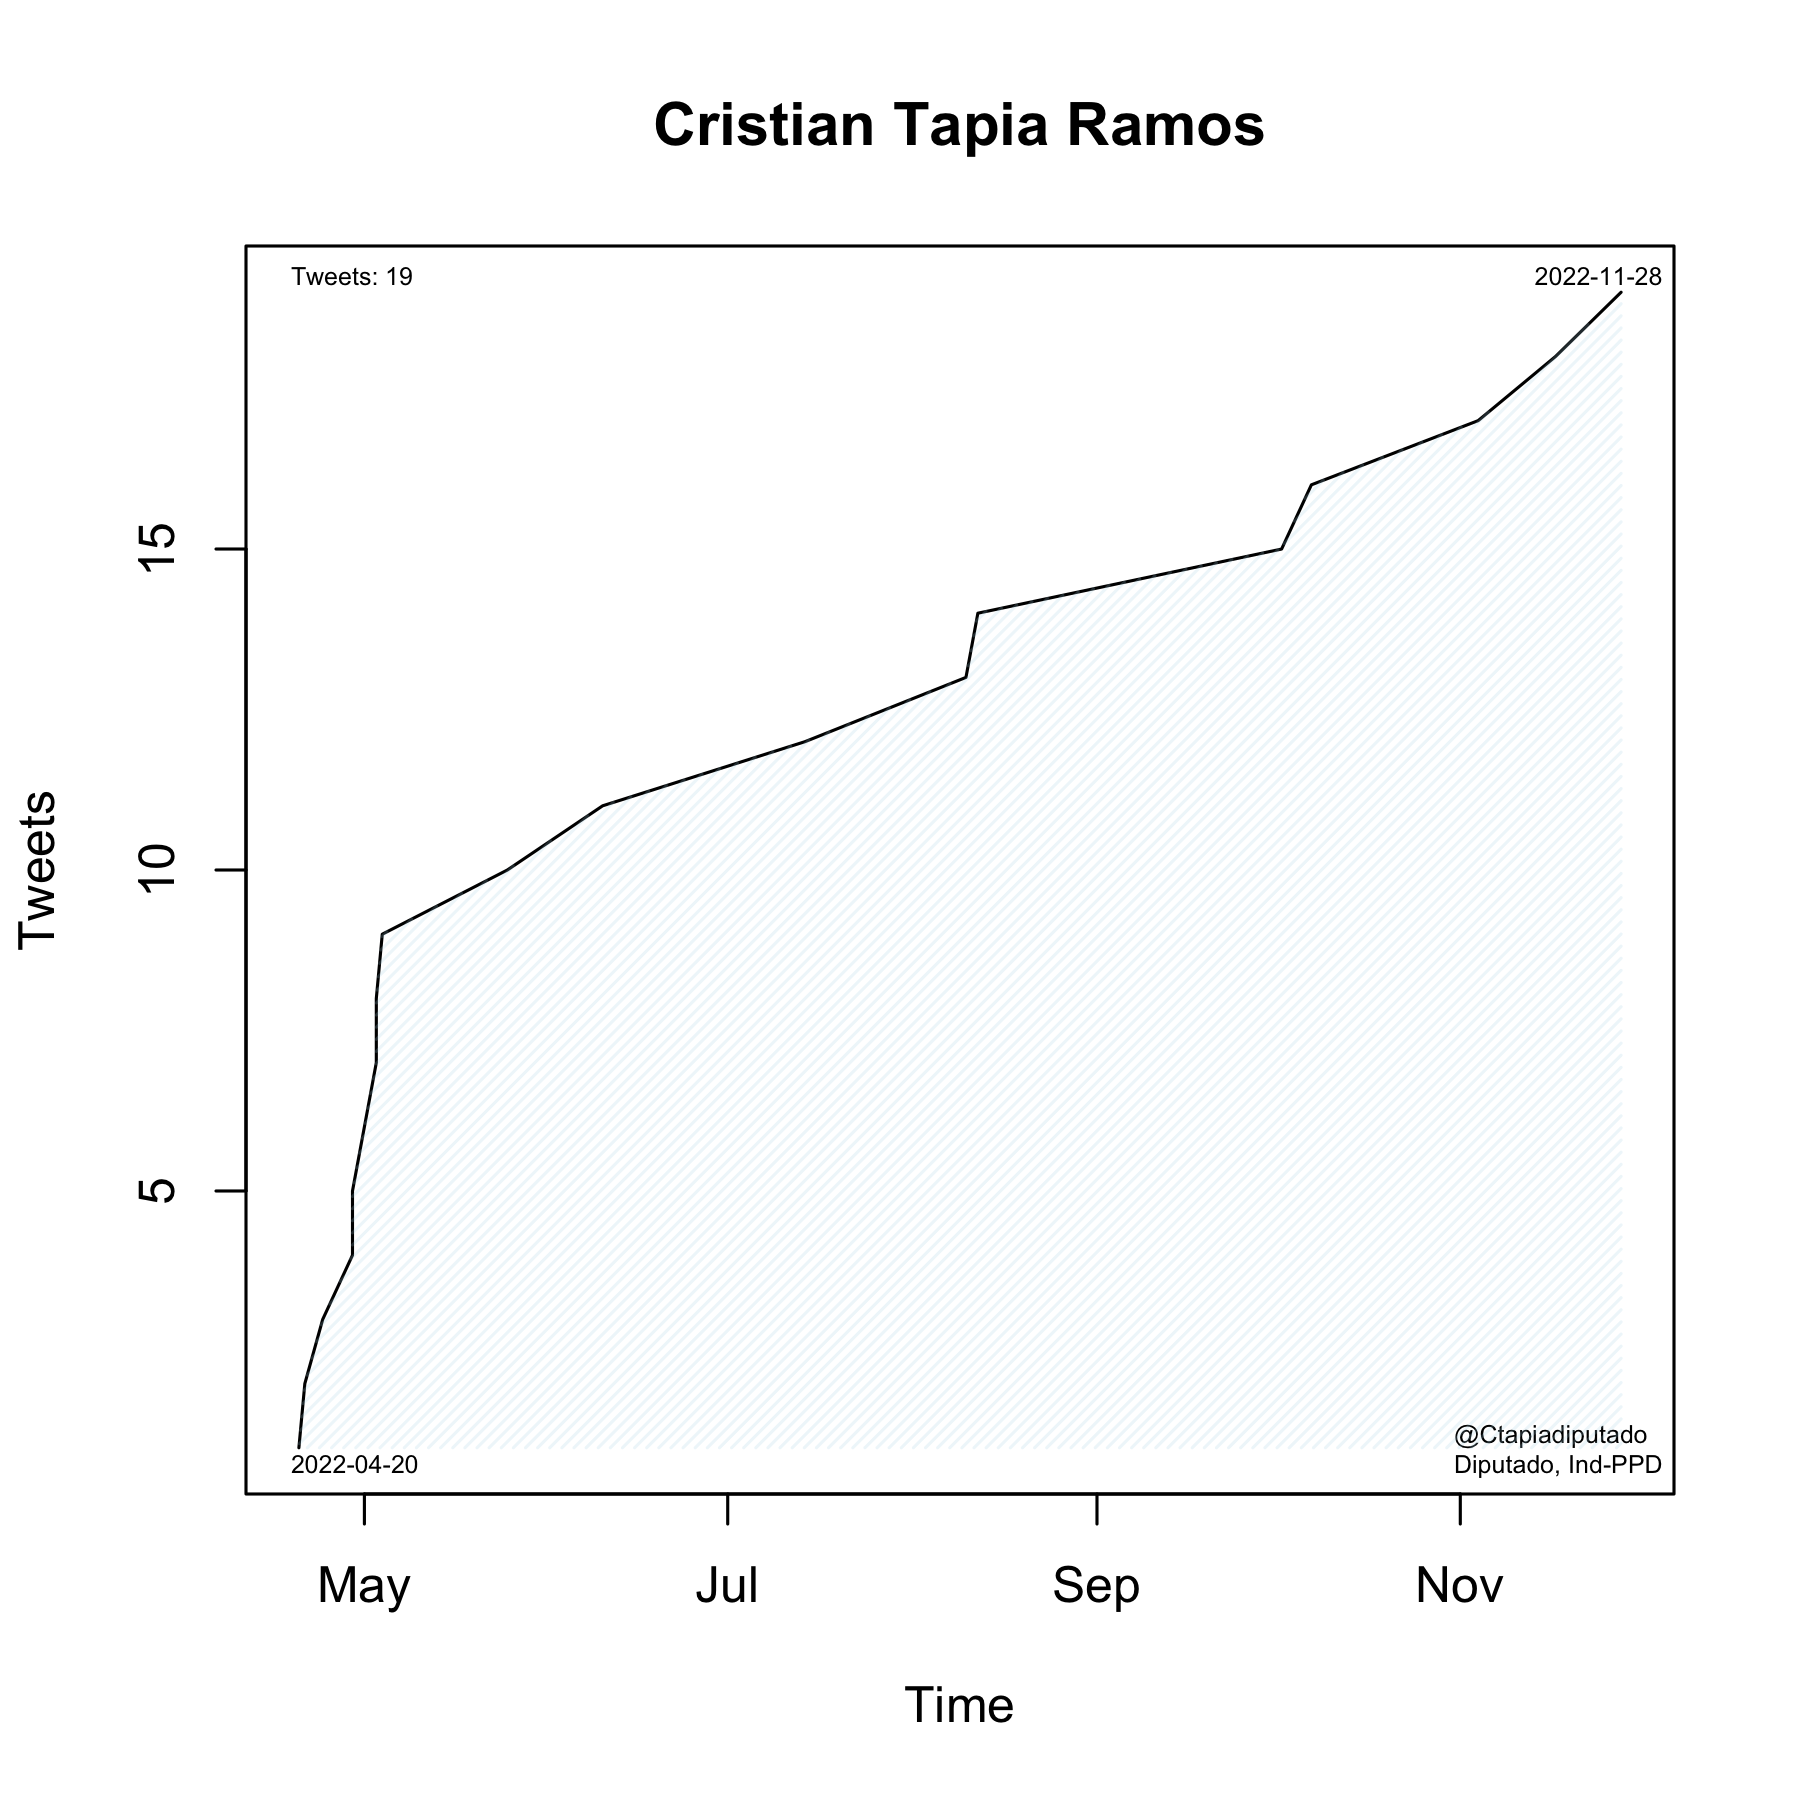 Cristian Tapia Ramos
Tweets: 19
2022-11-28
15
10
5
Tweets
@Ctapiadiputado
Diputado, Ind-PPD
2022-04-20
May
Jul
Sep
Nov
Time